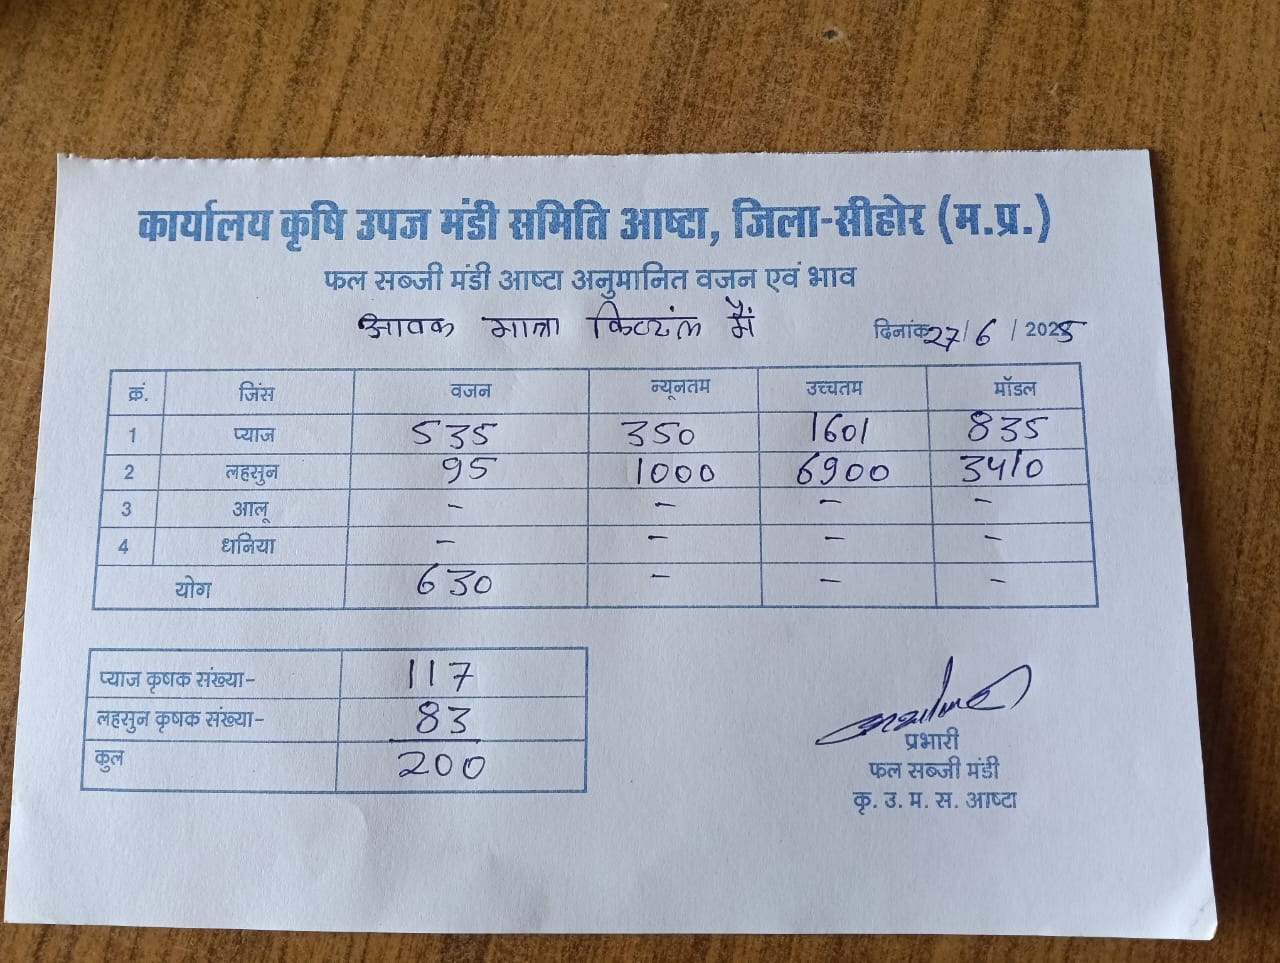 कार्यालय कृषि उपज मंडी समिति आष्टा, जिला-सीहोर (म.प्र.)
फल सब्जी मंडी आष्टा अनुमानित वजन एवं भाव
आवक मात्रा किव्टंल में दिनांक 27/6/2025
क्रं. जिंस वजन न्यूनतम उच्चतम मॉडल
1 प्याज 535 350 1601 835
2 लहसुन 95 1000 6900 3410
3 आलू - - - -
4 धनिया - - - -
योग 630 - - -
प्याज कृषक संख्या- 117
लहसुन कृषक संख्या- 83
कुल 200
प्रभारी
फल सब्जी मंडी
कृ. उ. म. स. आष्टा